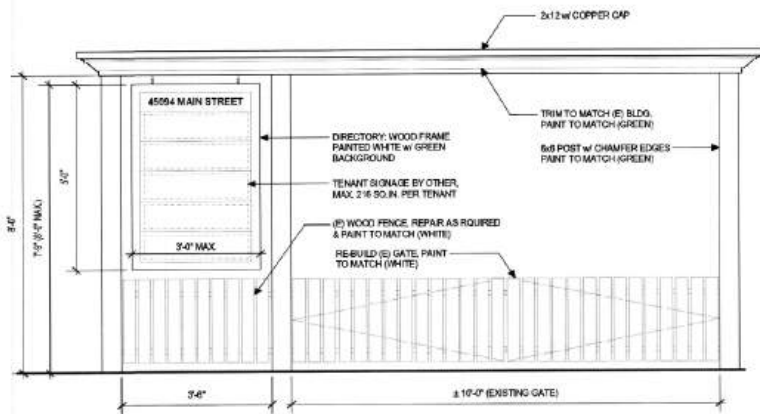 2x12 w/ COPPER CAP
45094 MAIN STREET
TRIM TO MATCH (E) BLDG.
PAINT TO MATCH (GREEN)
DIRECTORY: WOOD FRAME
PAINTED WHITE w/ GREEN
BACKGROUND
6x6 POST w/ CHAMFER EDGES
PAINT TO MATCH (GREEN)
TENANT SIGNAGE BY OTHER,
MAX. 216 SQ.IN. PER TENANT
8'-0"
7'-9" (8'-0" MAX.)
5'-0"
(E) WOOD FENCE, REPAIR AS RQUIRED
& PAINT TO MATCH (WHITE)
3'-0" MAX.
RE-BUILD (E) GATE, PAINT
TO MATCH (WHITE)
3'-6"
± 10'-0" (EXISTING GATE)